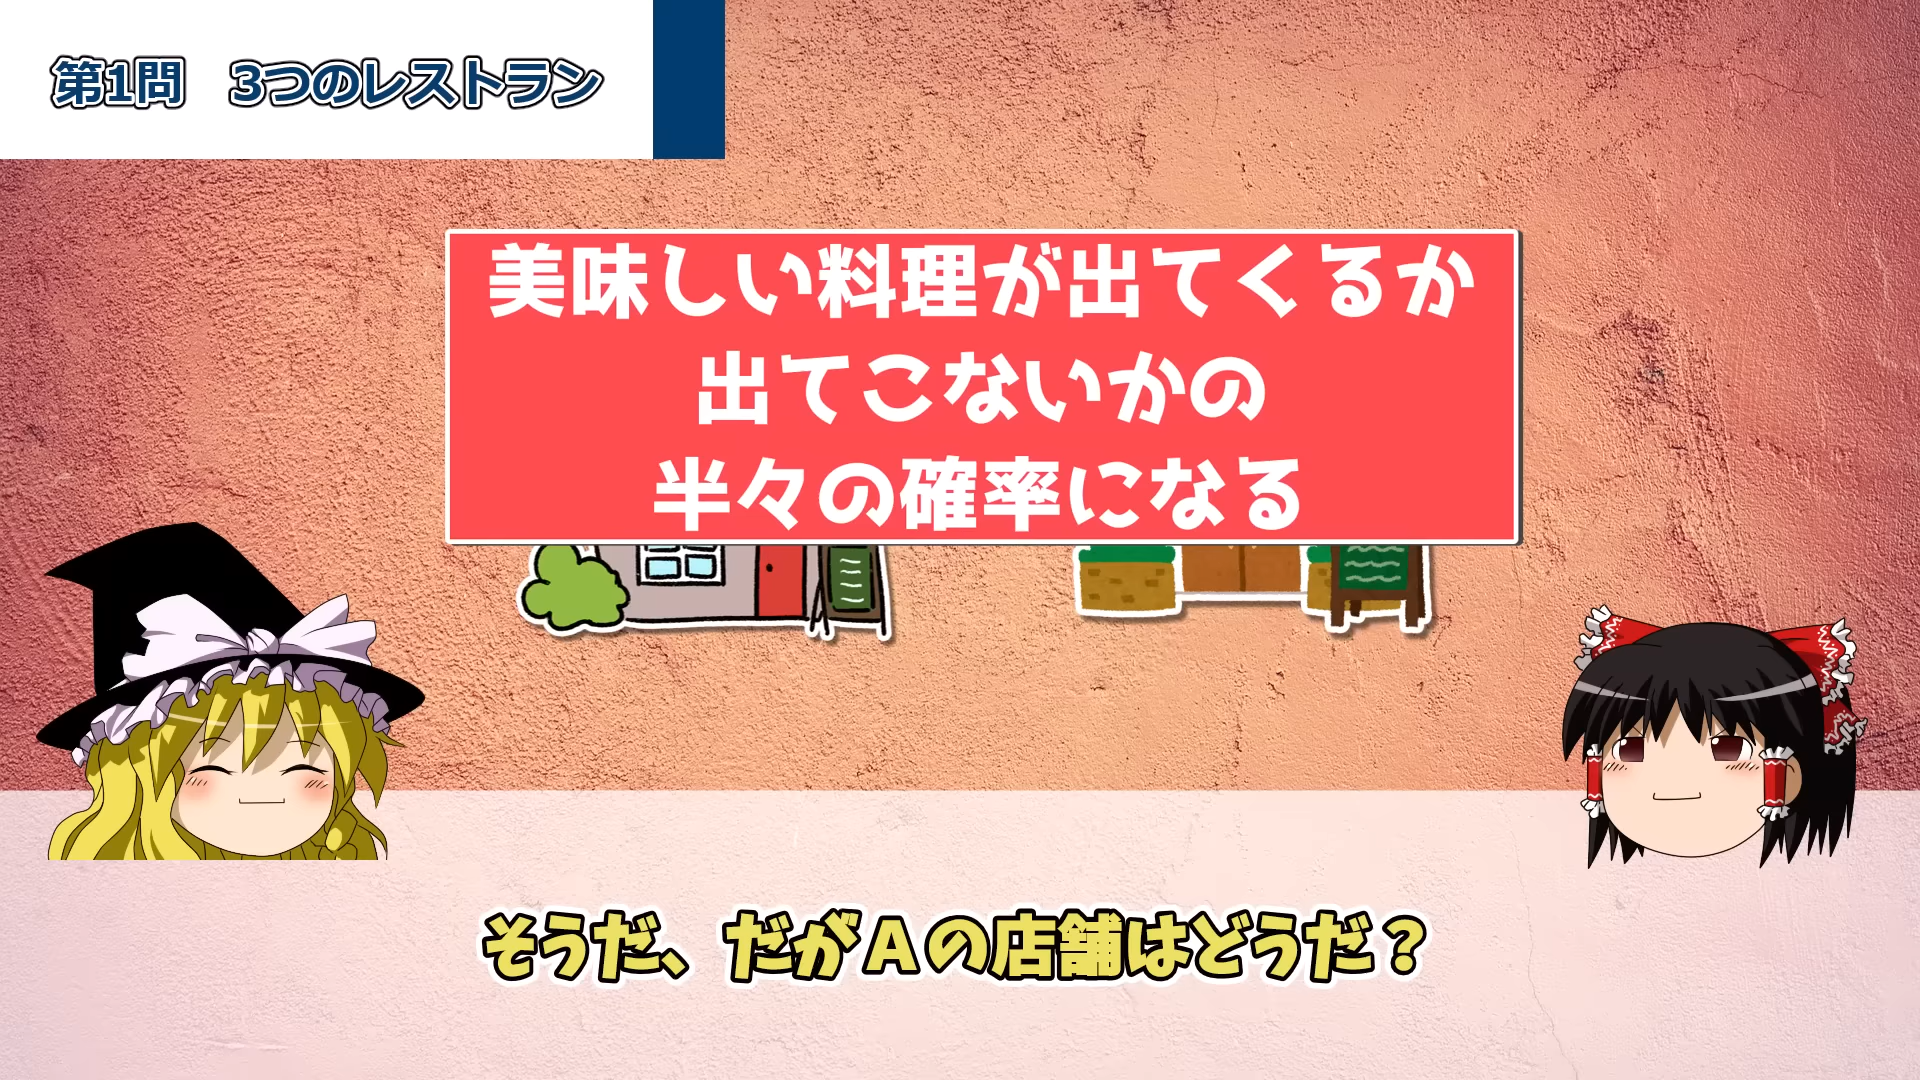 第1問　3つのレストラン
美味しい料理が出てくるか
出てこないかの
半々の確率になる
そうだ、だがAの店舗はどうだ？